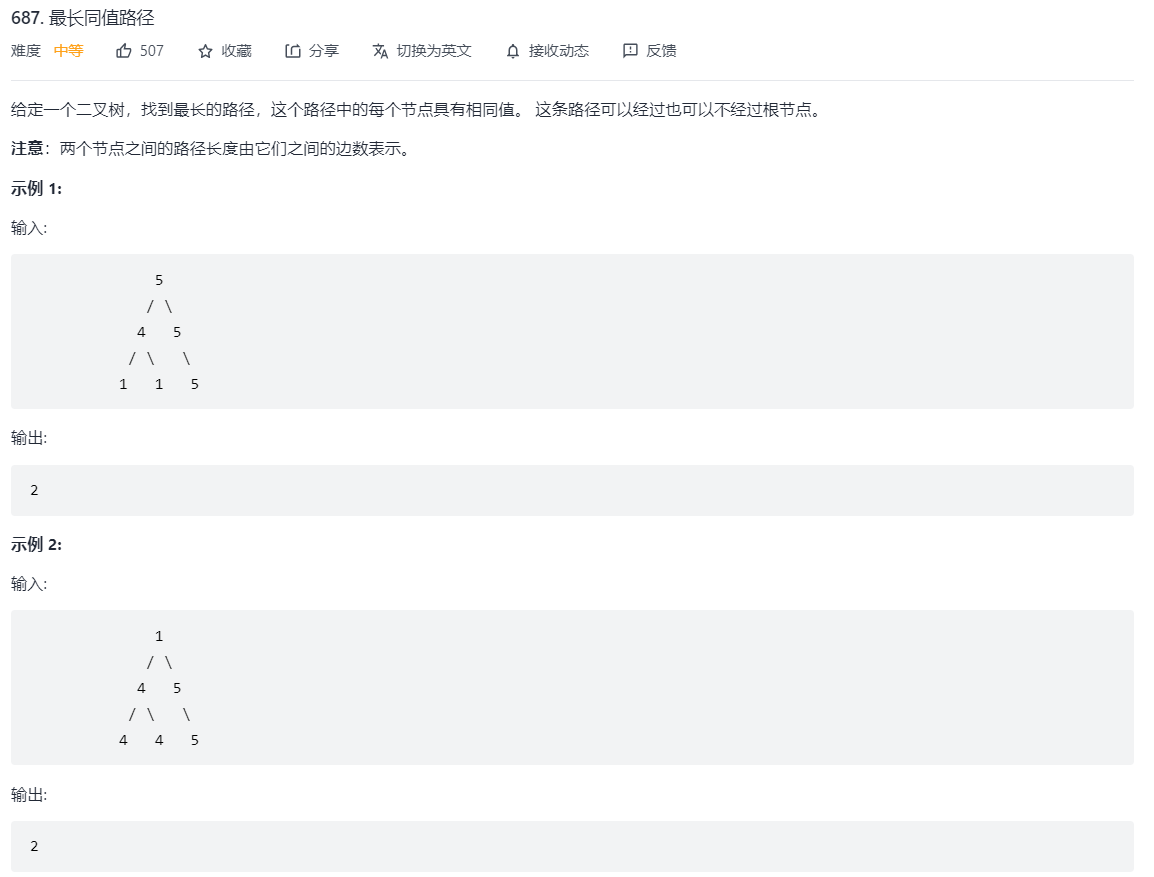 687. 最长同值路径
难度 中等 507 收藏 分享 切换为英文 接收动态 反馈
给定一个二叉树，找到最长的路径，这个路径中的每个节点具有相同值。 这条路径可以经过也可以不经过根节点。
注意：两个节点之间的路径长度由它们之间的边数表示。
示例 1:
输入:
5
/ \
4 5
/ \ \
1 1 5
输出:
2
示例 2:
输入:
1
/ \
4 5
/ \ \
4 4 5
输出:
2